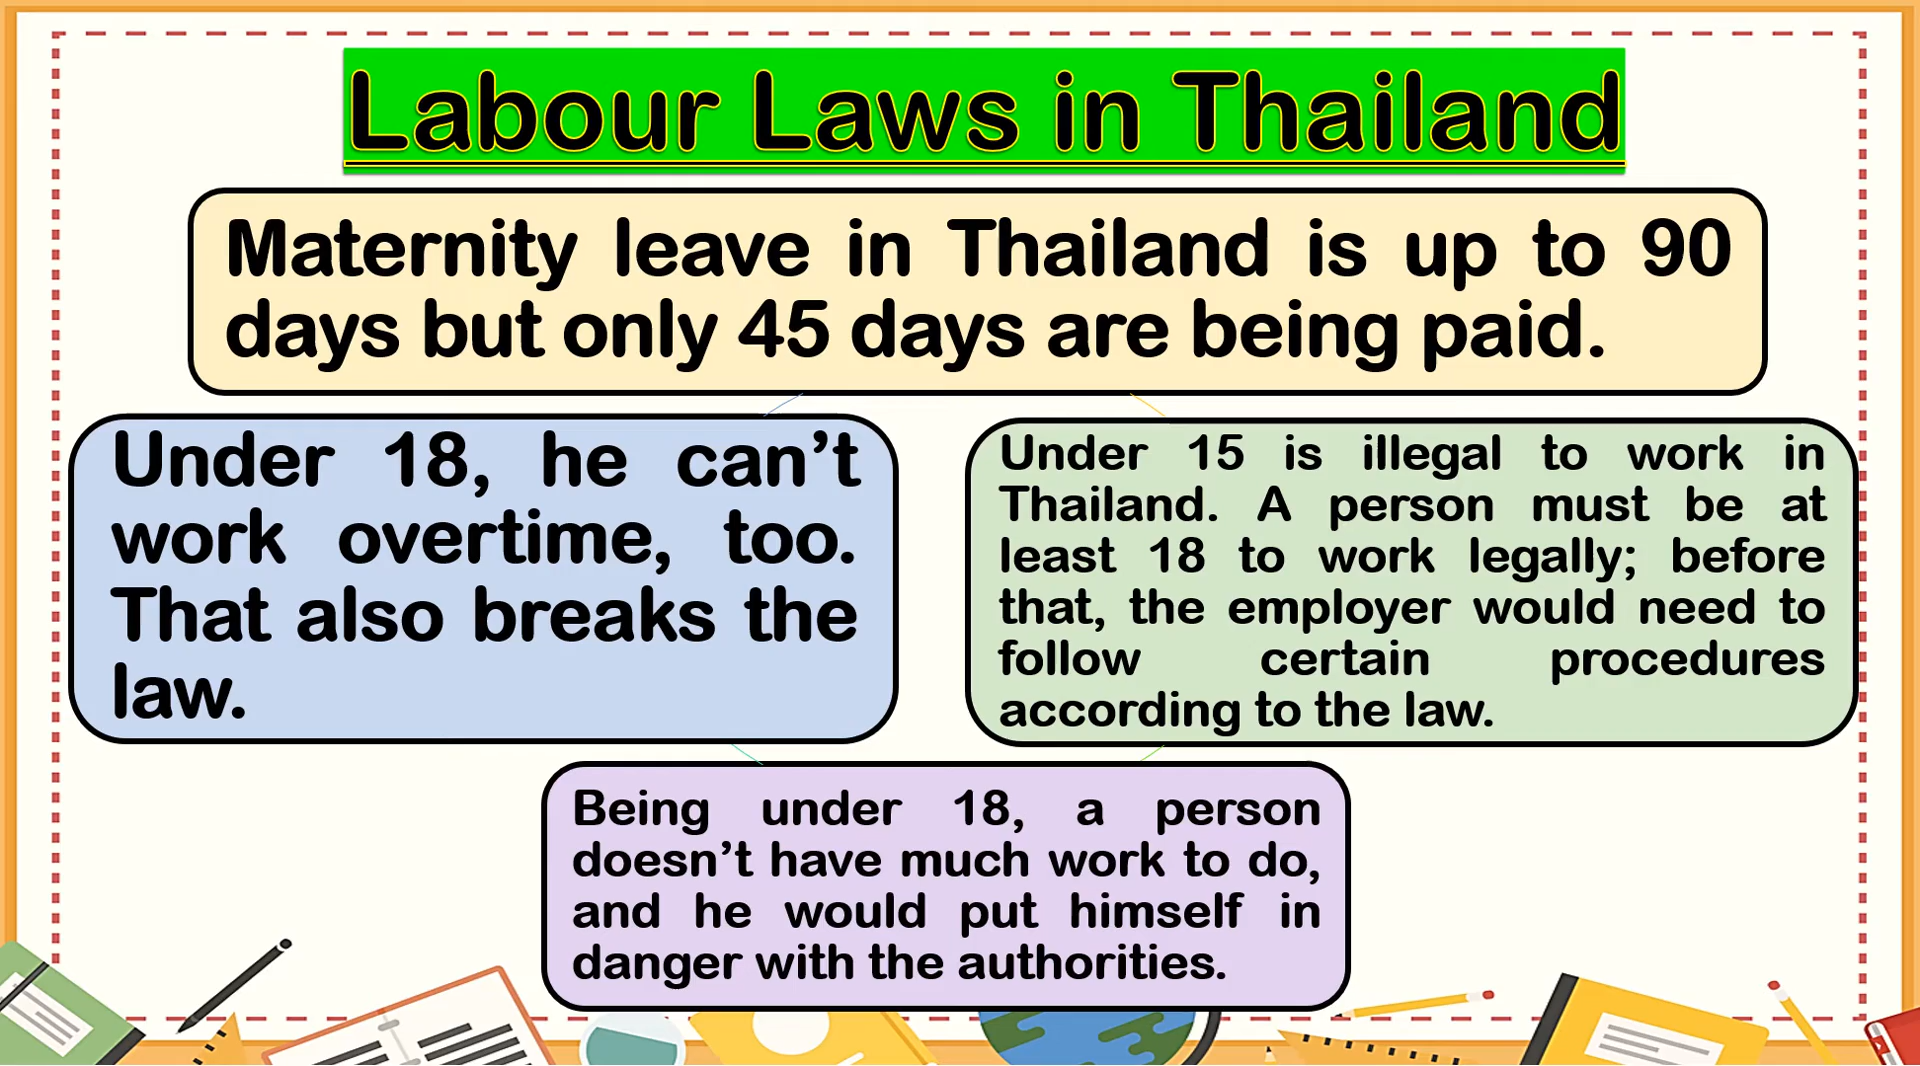 Labour Laws in Thailand
Maternity leave in Thailand is up to 90
days but only 45 days are being paid.
Under 18, he can’t
work overtime, too.
That also breaks the
law.
Under 15 is illegal to work in
Thailand. A person must be at
least 18 to work legally; before
that, the employer would need to
follow certain procedures
according to the law.
Being under 18, a person
doesn’t have much work to do,
and he would put himself in
danger with the authorities.